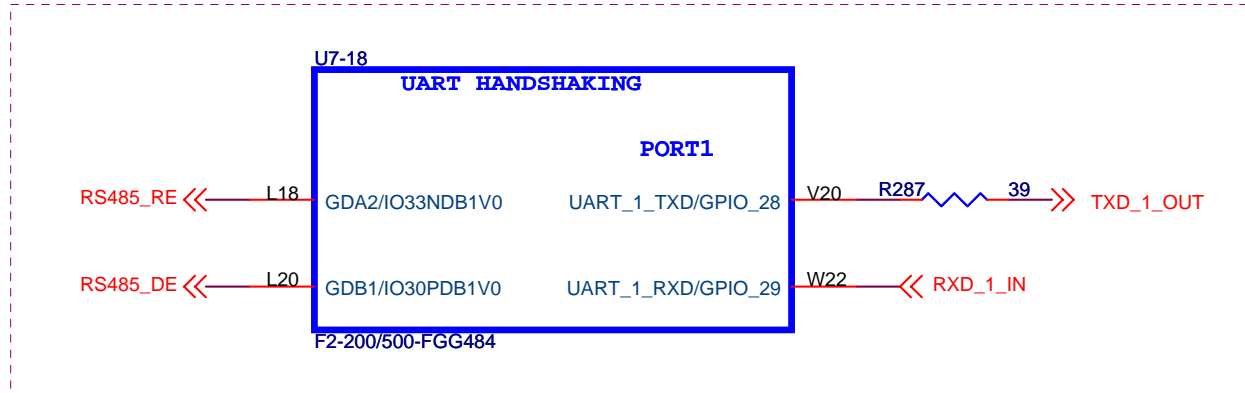 U7-18
UART HANDSHAKING
PORT1
RS485_RE L18 GDA2/IO33NDB1V0 UART_1_TXD/GPIO_28 V20 R287 39 TXD_1_OUT
RS485_DE L20 GDB1/IO30PDB1V0 UART_1_RXD/GPIO_29 W22 RXD_1_IN
F2-200/500-FGG484